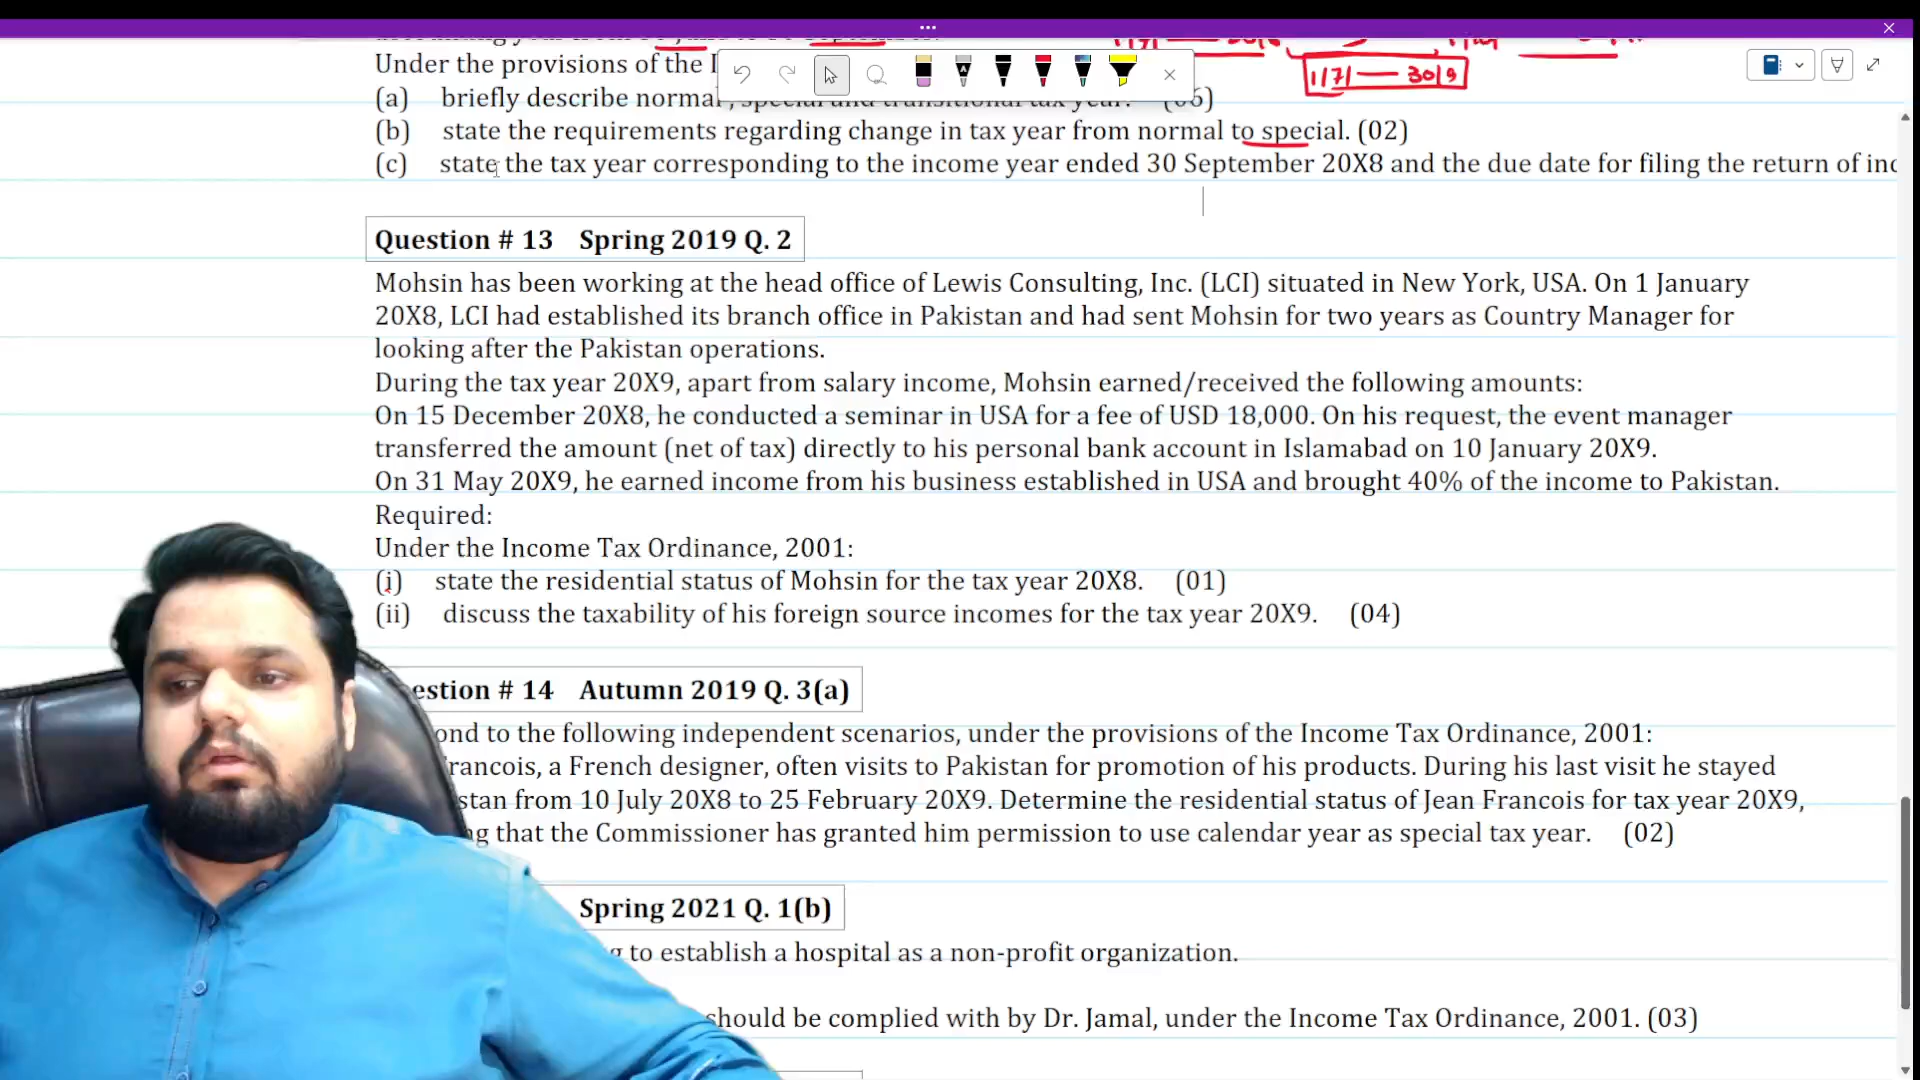 Under the provisions of the I
1/7/ — 30/9
(a) briefly describe normal, special and transitional tax year. (06)
(b) state the requirements regarding change in tax year from normal to special. (02)
(c) state the tax year corresponding to the income year ended 30 September 20X8 and the due date for filing the return of inc
Question # 13 Spring 2019 Q. 2
Mohsin has been working at the head office of Lewis Consulting, Inc. (LCI) situated in New York, USA. On 1 January
20X8, LCI had established its branch office in Pakistan and had sent Mohsin for two years as Country Manager for
looking after the Pakistan operations.
During the tax year 20X9, apart from salary income, Mohsin earned/received the following amounts:
On 15 December 20X8, he conducted a seminar in USA for a fee of USD 18,000. On his request, the event manager
transferred the amount (net of tax) directly to his personal bank account in Islamabad on 10 January 20X9.
On 31 May 20X9, he earned income from his business established in USA and brought 40% of the income to Pakistan.
Required:
Under the Income Tax Ordinance, 2001:
(i) state the residential status of Mohsin for the tax year 20X8. (01)
(ii) discuss the taxability of his foreign source incomes for the tax year 20X9. (04)
estion # 14 Autumn 2019 Q. 3(a)
ond to the following independent scenarios, under the provisions of the Income Tax Ordinance, 2001:
rancois, a French designer, often visits to Pakistan for promotion of his products. During his last visit he stayed
stan from 10 July 20X8 to 25 February 20X9. Determine the residential status of Jean Francois for tax year 20X9,
ng that the Commissioner has granted him permission to use calendar year as special tax year. (02)
Spring 2021 Q. 1(b)
g to establish a hospital as a non-profit organization.
should be complied with by Dr. Jamal, under the Income Tax Ordinance, 2001. (03)